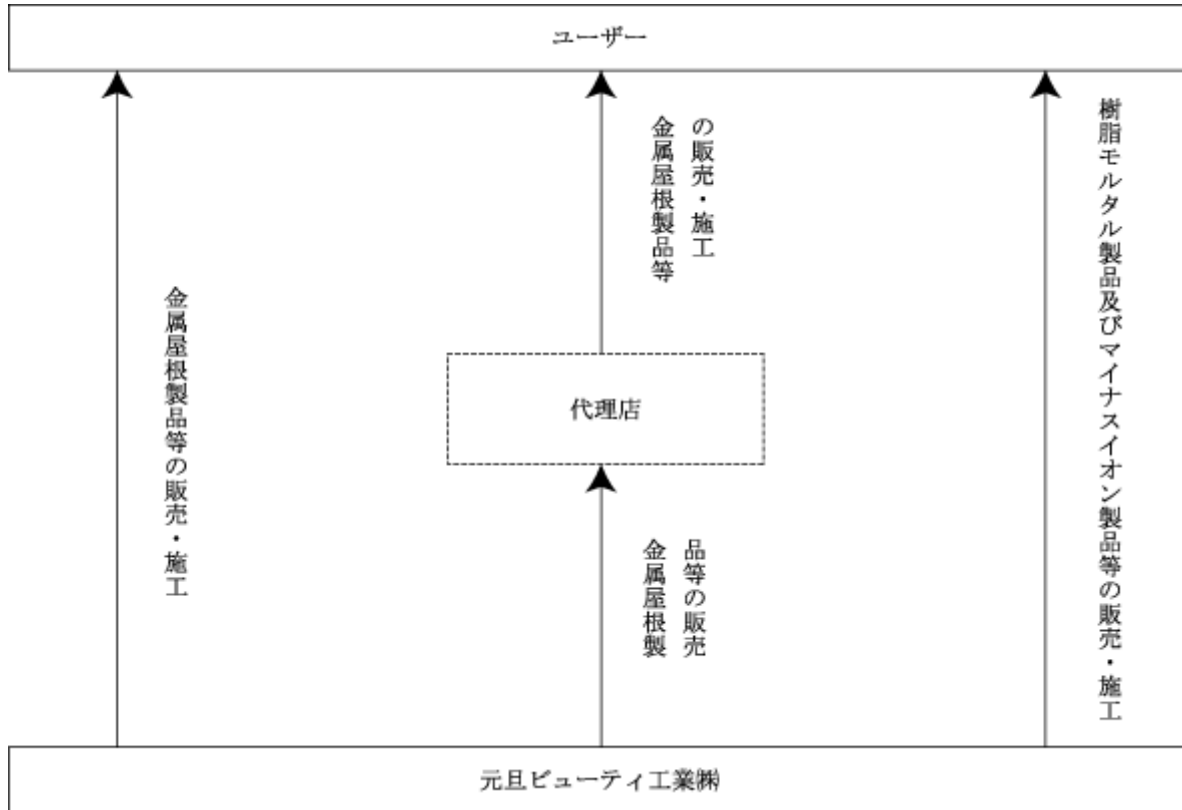 ユーザー
金属屋根製品等の販売・施工
金属屋根製品等
の販売・施工
樹脂モルタル製品及びマイナスイオン製品等の販売・施工
代理店
金属屋根製
品等の販売
元旦ビューティ工業㈱